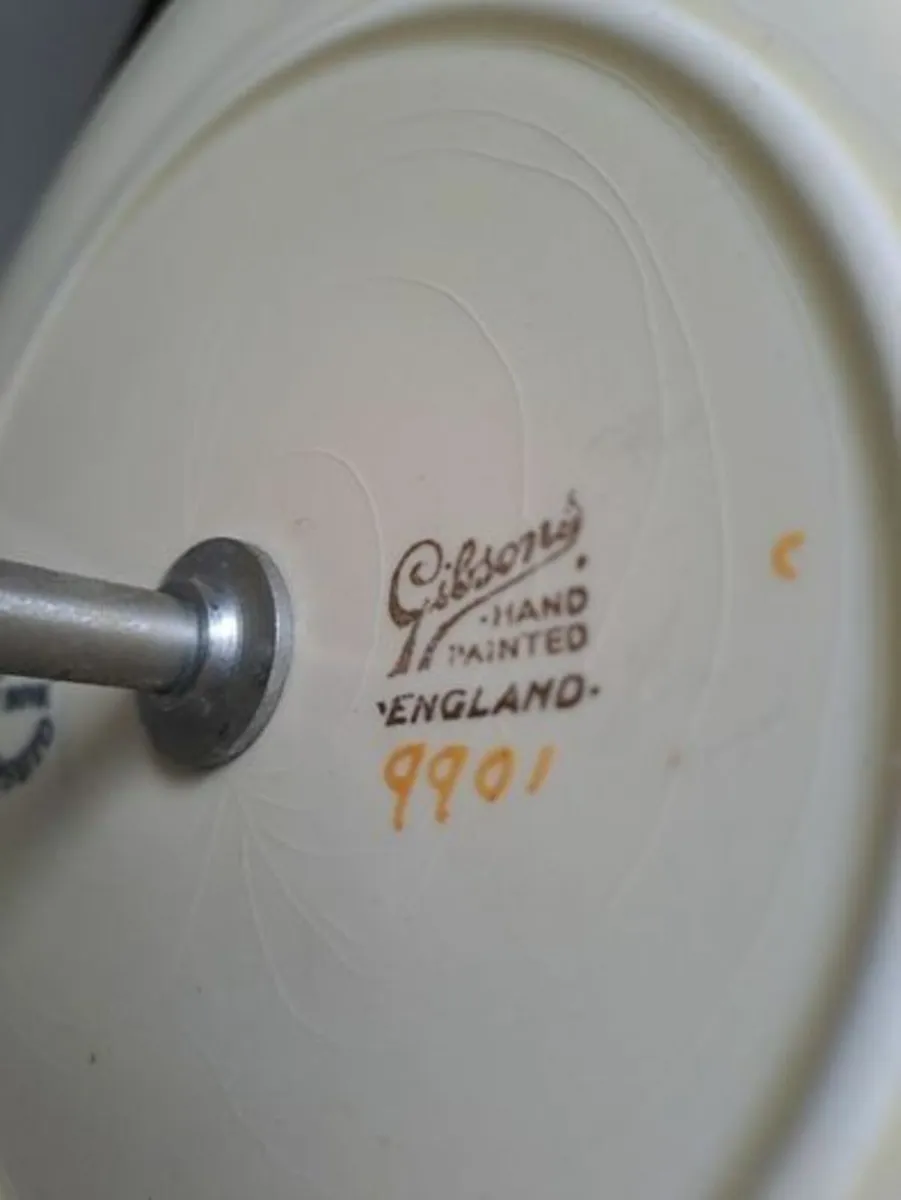 Gibsons
HAND
PAINTED
ENGLAND
9901
C